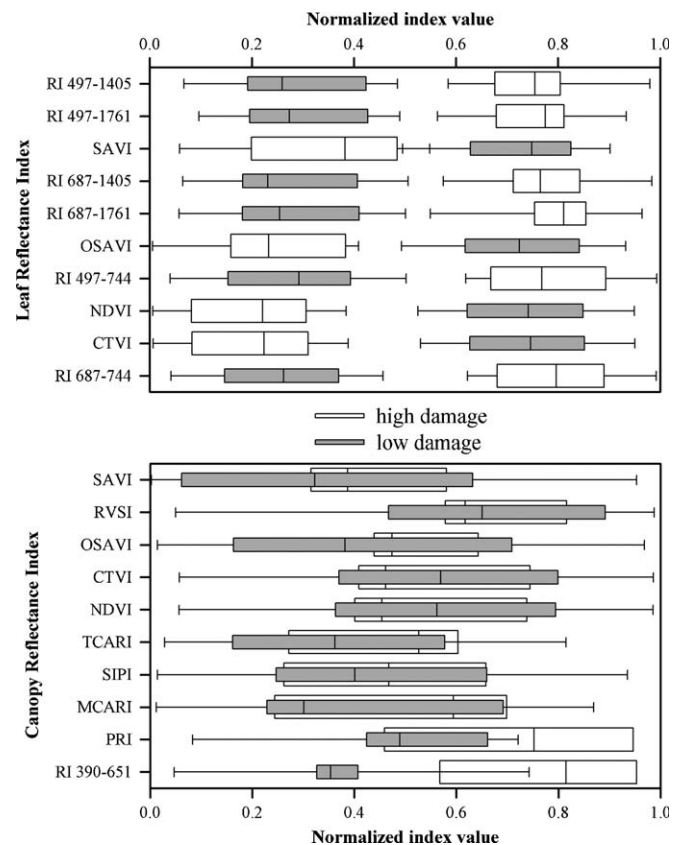 Normalized index value
0.0 0.2 0.4 0.6 0.8 1.0
Leaf Reflectance Index
RI 497-1405
RI 497-1761
SAVI
RI 687-1405
RI 687-1761
OSAVI
RI 497-744
NDVI
CTVI
RI 687-744
high damage
low damage
Canopy Reflectance Index
SAVI
RVSI
OSAVI
CTVI
NDVI
TCARI
SIPI
MCARI
PRI
RI 390-651
0.0 0.2 0.4 0.6 0.8 1.0
Normalized index value